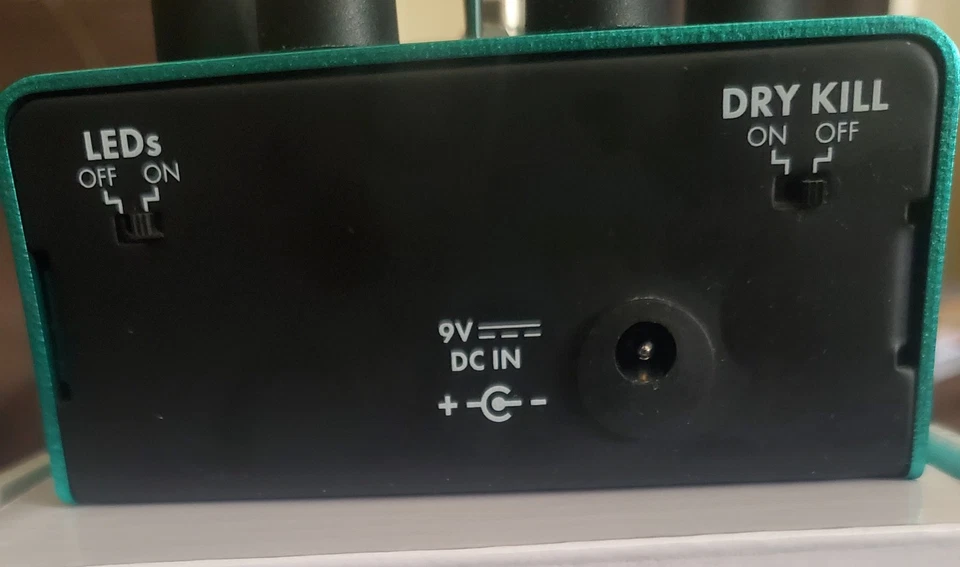 LEDs
OFF ON
DRY KILL
ON OFF
9V
DC IN
+ -